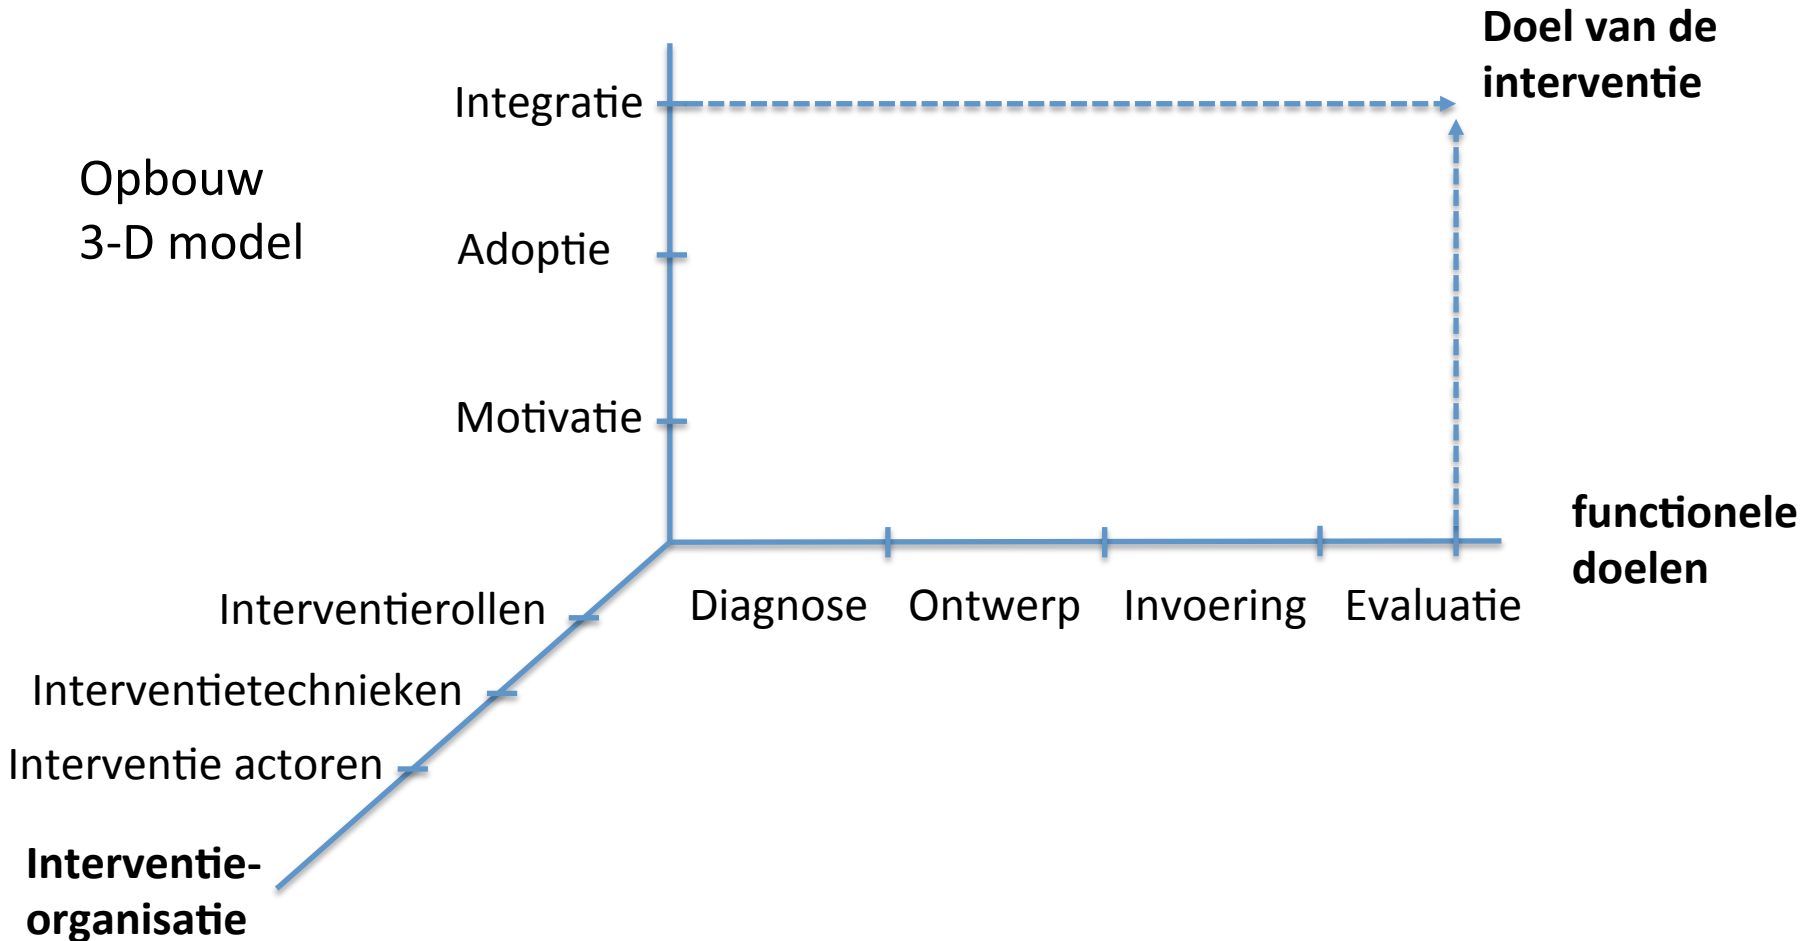 Doel van de
interventie
Integratie
Opbouw
3-D model
Adoptie
Motivatie
functionele
doelen
Diagnose
Ontwerp
Invoering
Evaluatie
Interventierollen
Interventietechnieken
Interventie actoren
Interventie-
organisatie